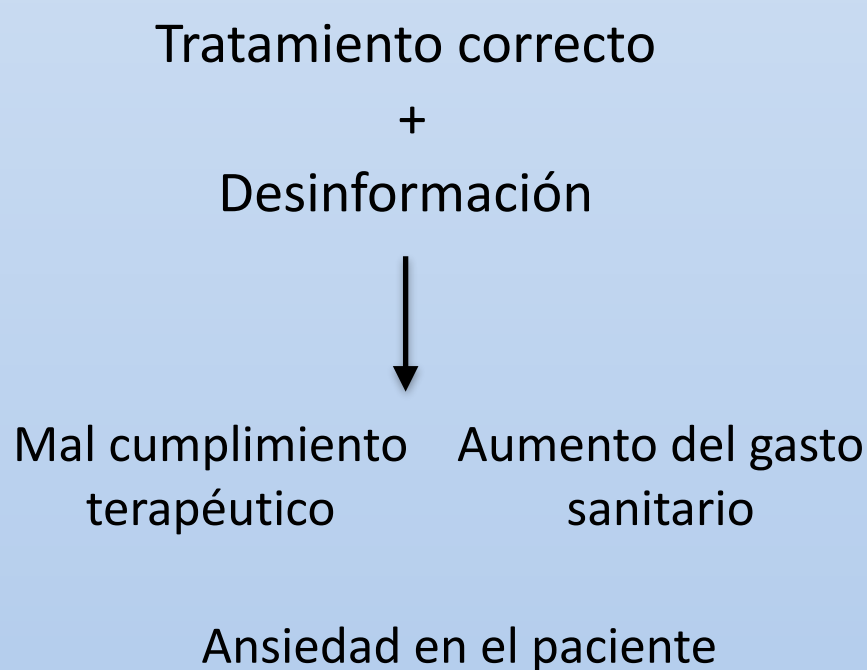 Tratamiento correcto
+
Desinformación
Mal cumplimiento
terapéutico
Aumento del gasto
sanitario
Ansiedad en el paciente